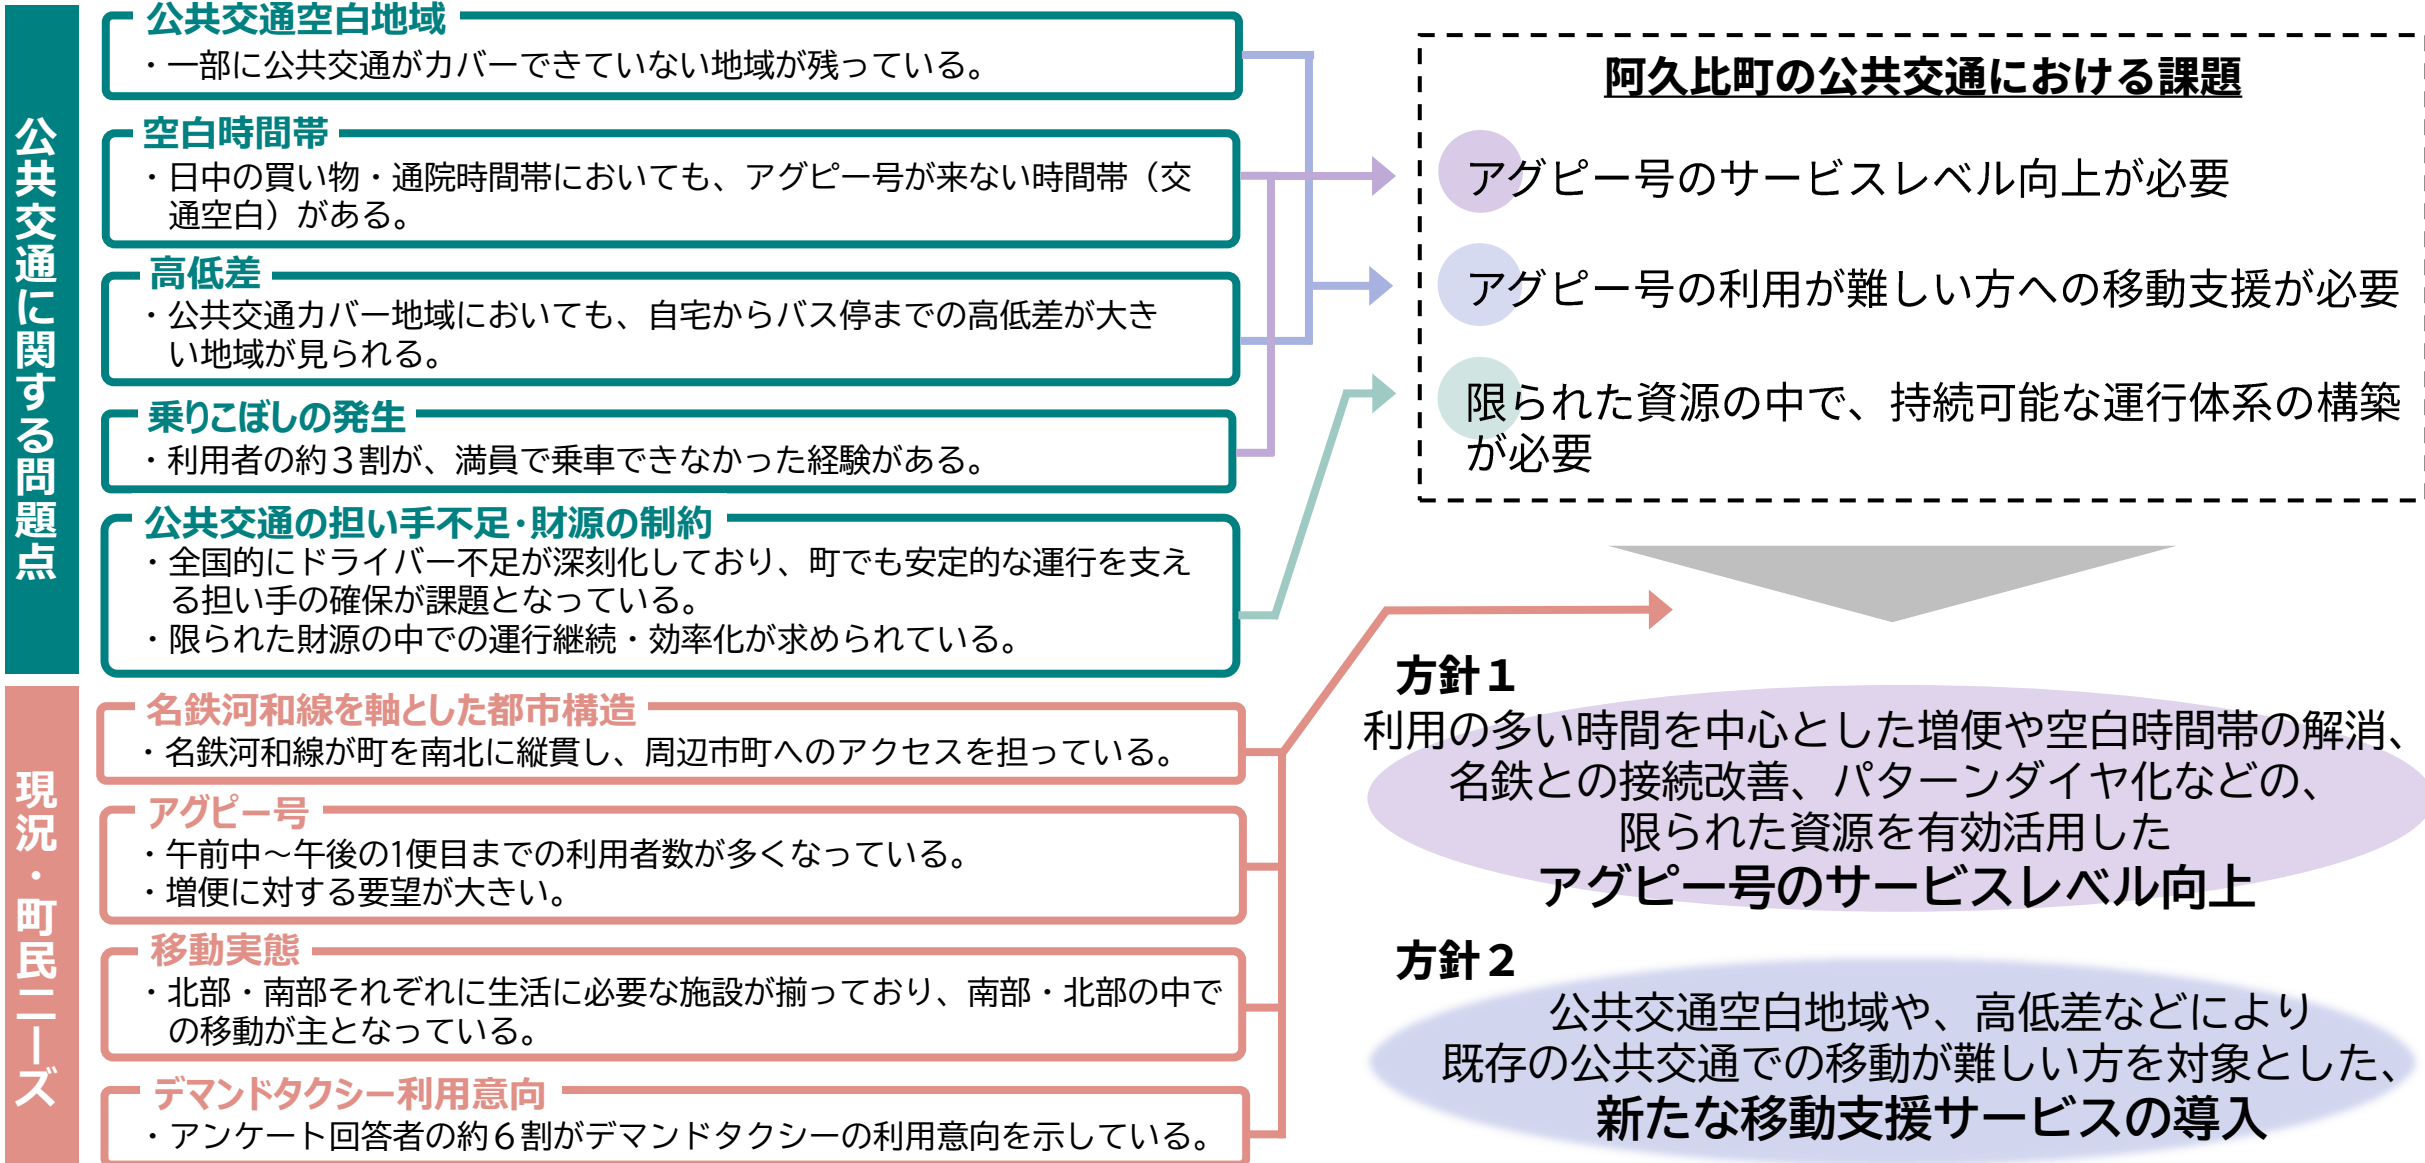 公共交通に関する問題点
公共交通空白地域
・一部に公共交通がカバーできていない地域が残っている。
空白時間帯
・日中の買い物・通院時間帯においても、アグピー号が来ない時間帯（交
通空白）がある。
高低差
・公共交通カバー地域においても、自宅からバス停までの高低差が大き
い地域が見られる。
乗りこぼしの発生
・利用者の約３割が、満員で乗車できなかった経験がある。
公共交通の担い手不足･財源の制約
・全国的にドライバー不足が深刻化しており、町でも安定的な運行を支え
る担い手の確保が課題となっている。
・限られた財源の中での運行継続・効率化が求められている。
現況・町民ニーズ
名鉄河和線を軸とした都市構造
・名鉄河和線が町を南北に縦貫し、周辺市町へのアクセスを担っている。
アグピー号
・午前中～午後の1便目までの利用者数が多くなっている。
・増便に対する要望が大きい。
移動実態
・北部・南部それぞれに生活に必要な施設が揃っており、南部・北部の中で
の移動が主となっている。
デマンドタクシー利用意向
・アンケート回答者の約６割がデマンドタクシーの利用意向を示している。
阿久比町の公共交通における課題
アグピー号のサービスレベル向上が必要
アグピー号の利用が難しい方への移動支援が必要
限られた資源の中で、持続可能な運行体系の構築
が必要
方針１
利用の多い時間を中心とした増便や空白時間帯の解消、
名鉄との接続改善、パターンダイヤ化などの、
限られた資源を有効活用した
アグピー号のサービスレベル向上
方針２
公共交通空白地域や、高低差などにより
既存の公共交通での移動が難しい方を対象とした、
新たな移動支援サービスの導入